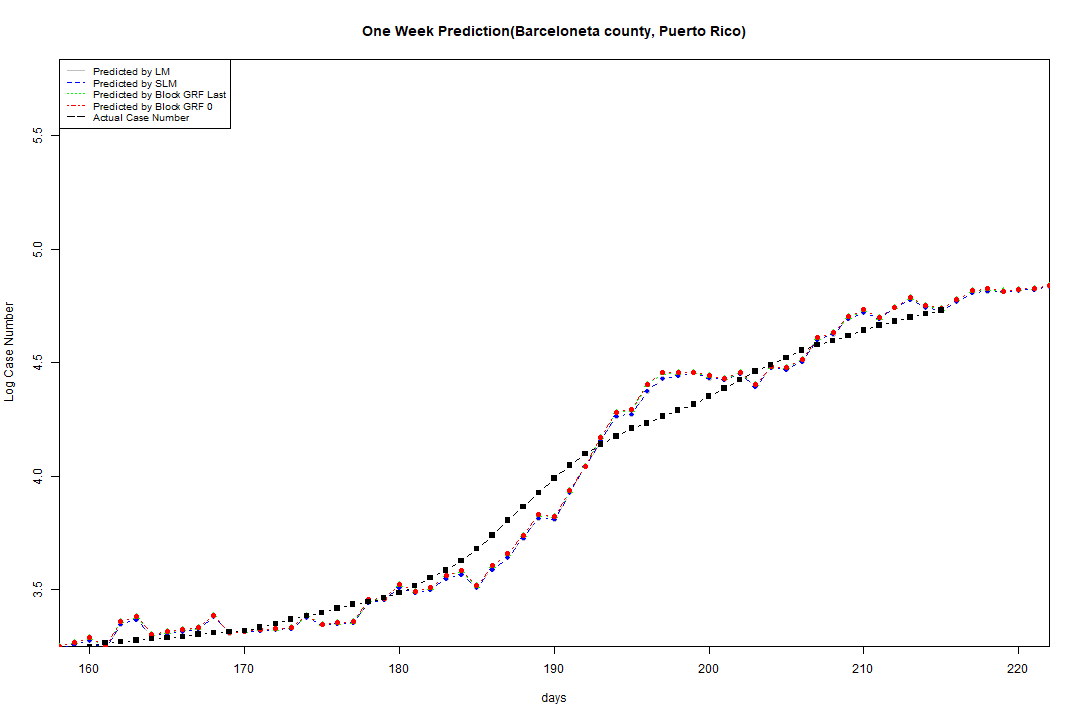 One Week Prediction(Barceloneta county, Puerto Rico)
Predicted by LM
Predicted by SLM
Predicted by Block GRF Last
Predicted by Block GRF 0
Actual Case Number
5.5
5.0
4.5
4.0
3.5
Log Case Number
160 170 180 190 200 210 220
days